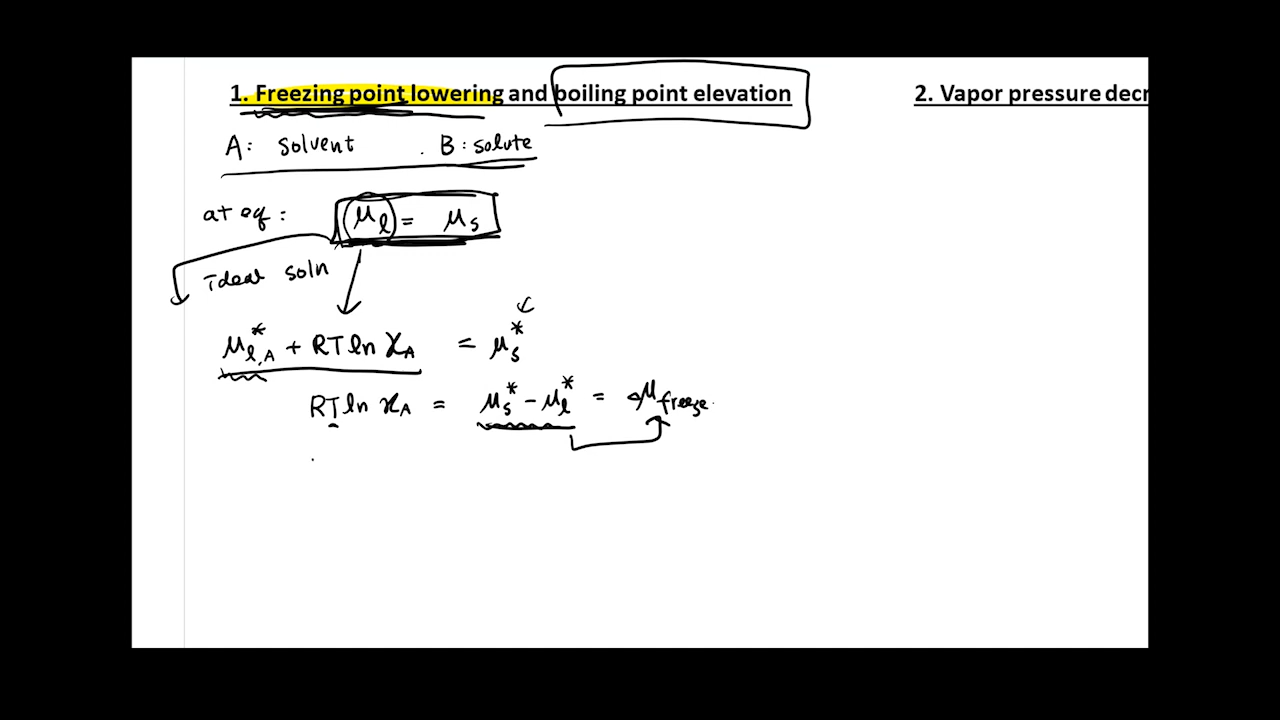 1. Freezing point lowering and boiling point elevation
2. Vapor pressure decr
A: solvent . B: solute
at eq: μₗ = μₛ
Ideal soln
μ*ₗ,A + RT ln χA = μ*ₛ
RT ln χA = μ*ₛ − μ*ₗ = Δμfreeze.